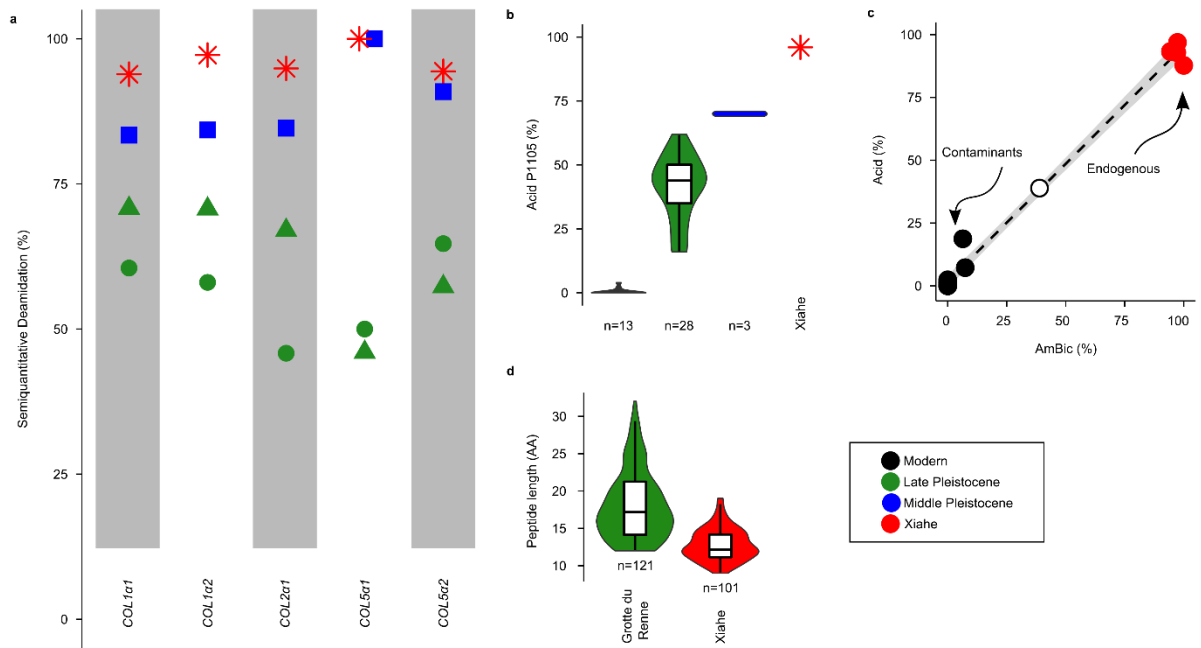 a
Semiquantitative Deamidation (%)
100
75
50
25
0
COL1α1
COL1α2
COL2α1
COL5α1
COL5α2
b
Acid P1105 (%)
100
75
50
25
0
n=13
n=28
n=3
Xiahe
c
Acid (%)
100
75
50
25
0
Contaminants
Endogenous
0
25
50
75
100
AmBic (%)
d
Peptide length (AA)
30
25
20
15
10
n=121
n=101
Grotte du
Renne
Xiahe
Modern
Late Pleistocene
Middle Pleistocene
Xiahe